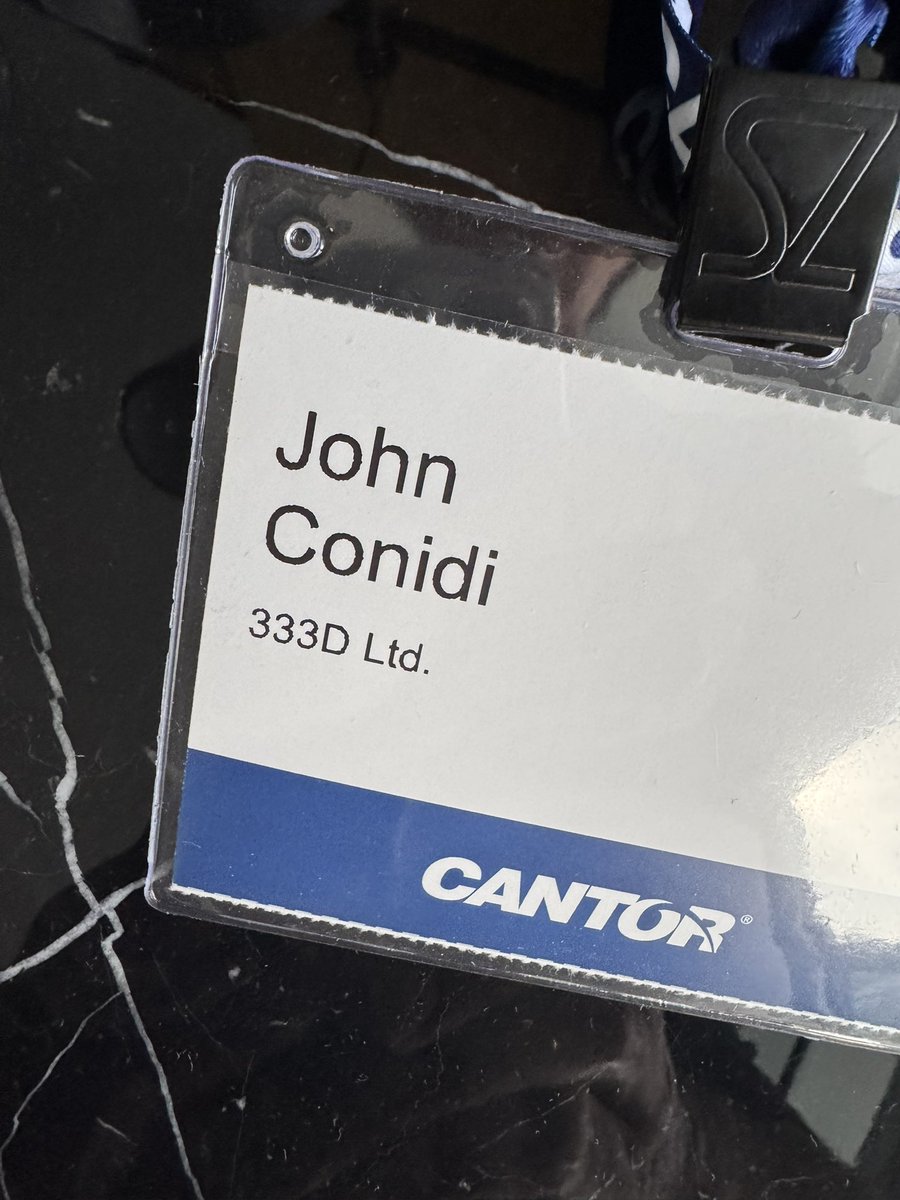 John
Conidi
333D Ltd.
CANTOR®